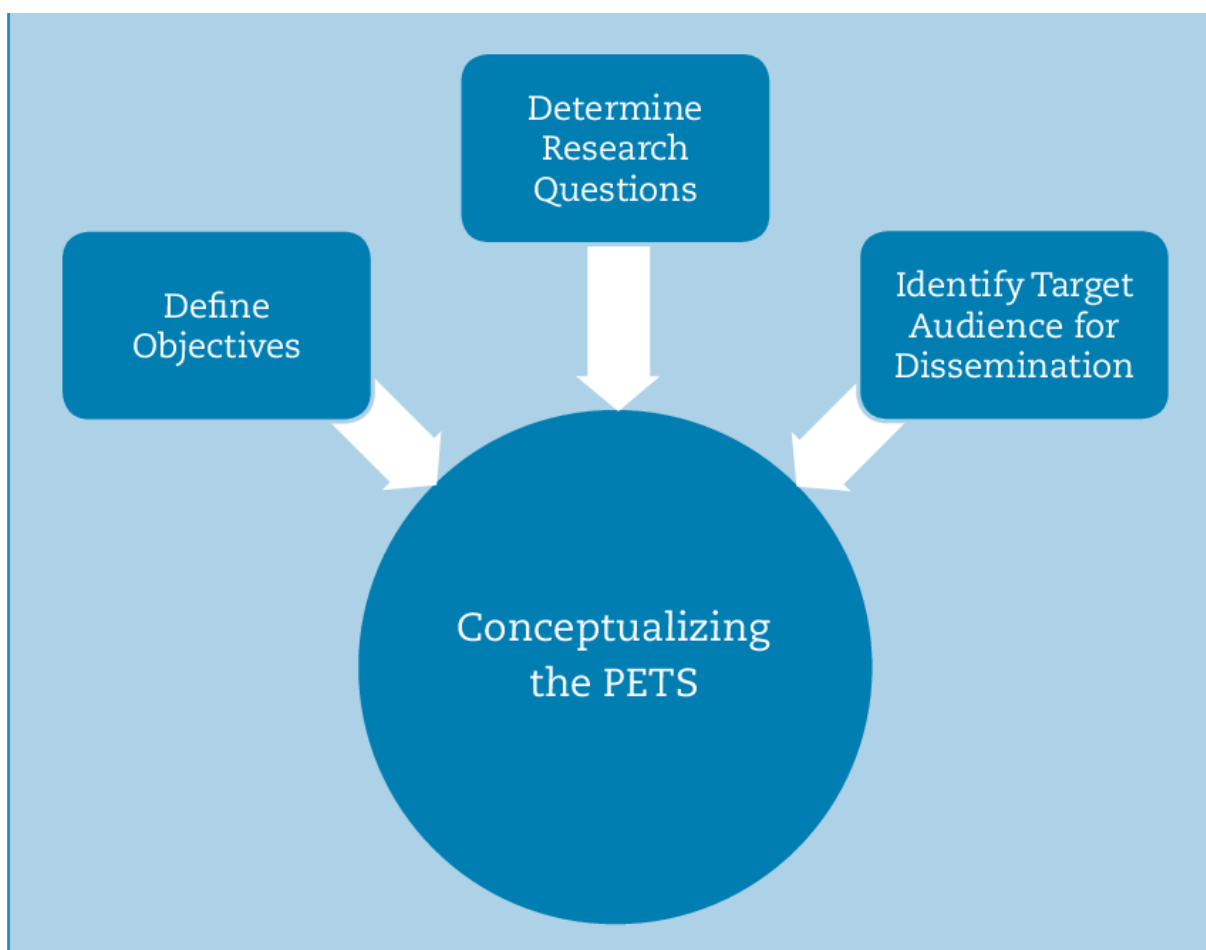 Determine
Research
Questions
Define
Objectives
Identify Target
Audience for
Dissemination
Conceptualizing
the PETS